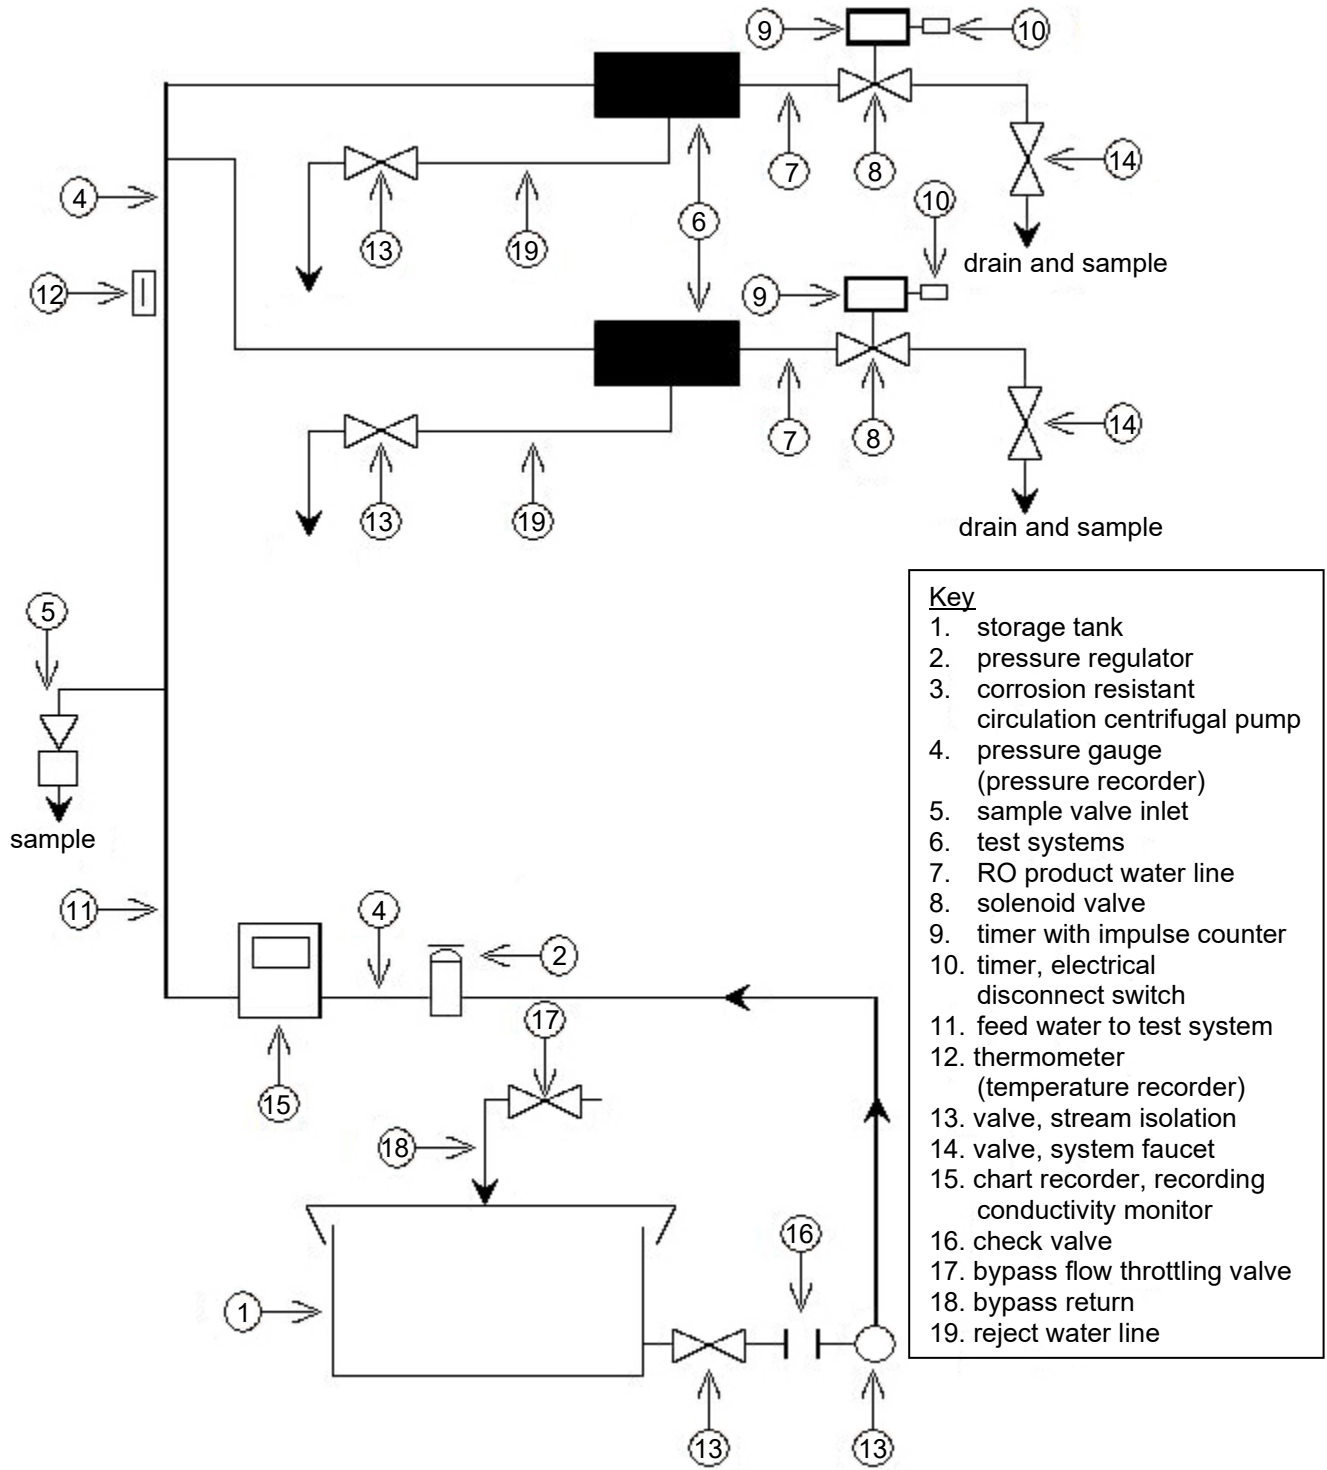 9
10
7
8
14
4
13
19
6
10
drain and sample
12
9
7
8
14
13
19
drain and sample
5
sample
11
4
2
17
15
18
16
1
13
13
Key
1. storage tank
2. pressure regulator
3. corrosion resistant
circulation centrifugal pump
4. pressure gauge
(pressure recorder)
5. sample valve inlet
6. test systems
7. RO product water line
8. solenoid valve
9. timer with impulse counter
10. timer, electrical
disconnect switch
11. feed water to test system
12. thermometer
(temperature recorder)
13. valve, stream isolation
14. valve, system faucet
15. chart recorder, recording
conductivity monitor
16. check valve
17. bypass flow throttling valve
18. bypass return
19. reject water line